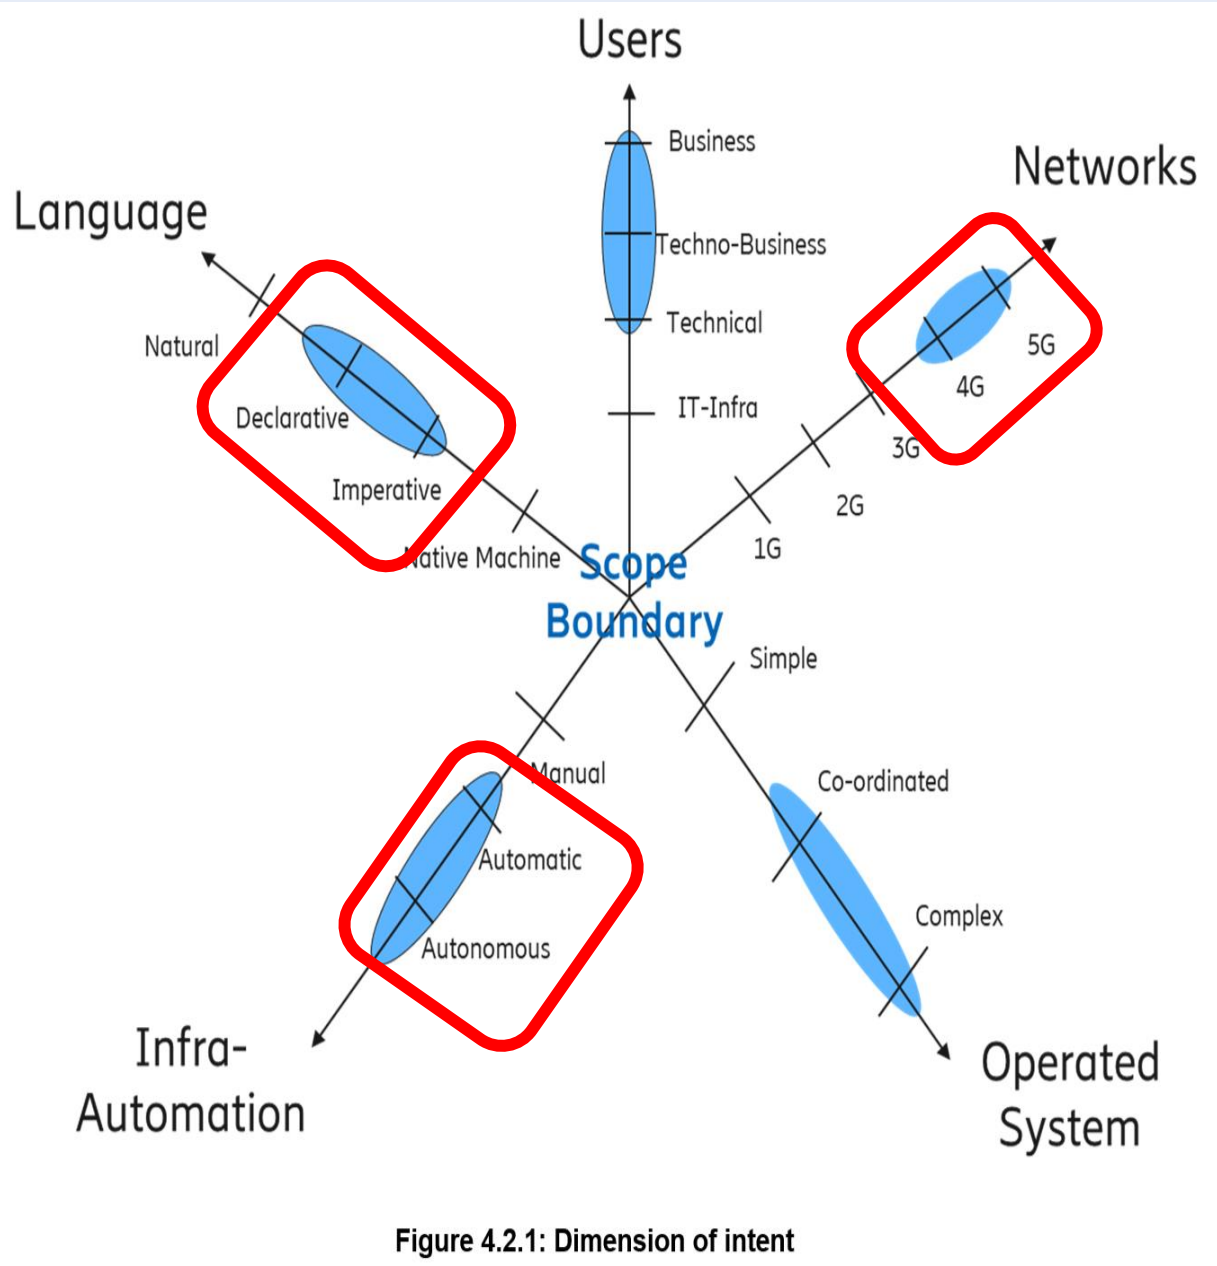 Users
Business
Techno-Business
Technical
IT-Infra
Networks
5G
4G
3G
2G
1G
Language
Natural
Declarative
Imperative
Native Machine
Scope
Boundary
Simple
Co-ordinated
Complex
Operated
System
Manual
Automatic
Autonomous
Infra-
Automation
Figure 4.2.1: Dimension of intent